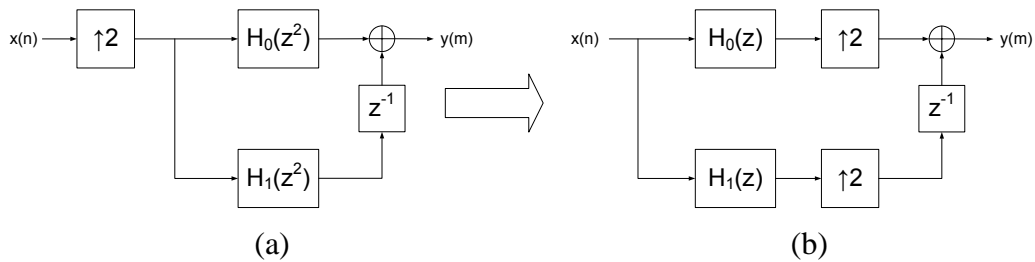 x(n)
↑2
H₀(z²)
y(m)
z⁻¹
H₁(z²)
(a)
x(n)
H₀(z)
↑2
y(m)
z⁻¹
H₁(z)
↑2
(b)